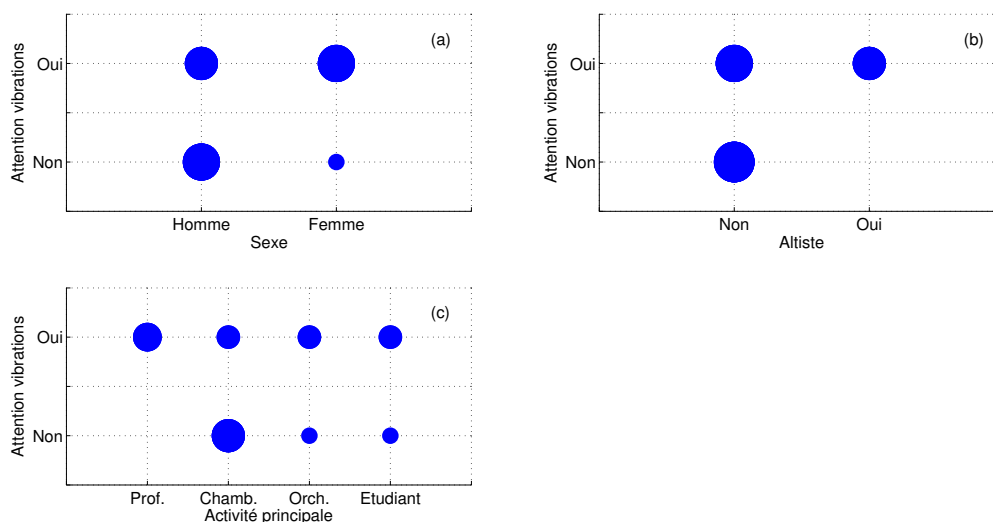 (a)
Attention vibrations
Oui
Non
Homme Femme
Sexe
(b)
Attention vibrations
Oui
Non
Non Oui
Altiste
(c)
Attention vibrations
Oui
Non
Prof. Chamb. Orch. Etudiant
Activité principale